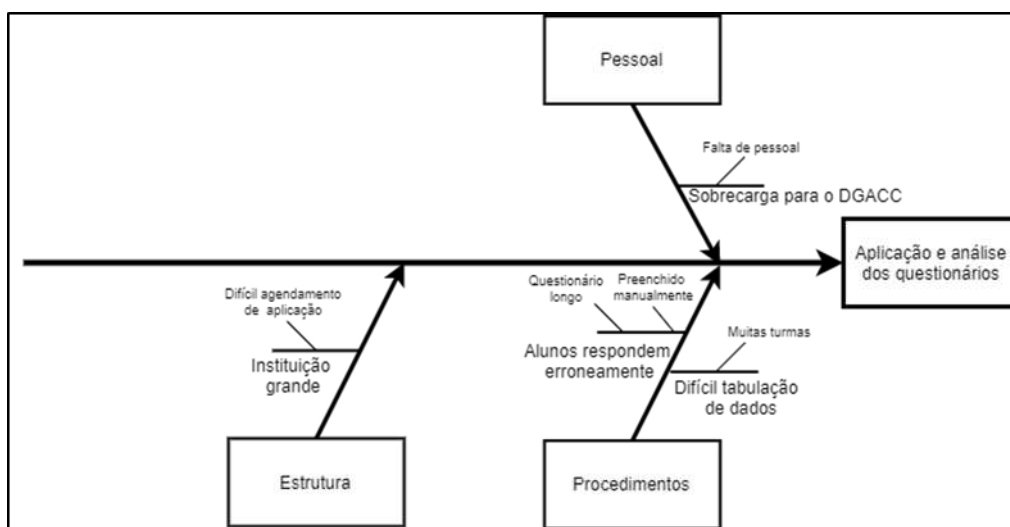 Pessoal
Falta de pessoal
Sobrecarga para o DGACC
Aplicação e análise
dos questionários
Difícil agendamento
de aplicação
Instituição
grande
Questionário
longo
Preenchido
manualmente
Alunos respondem
erroneamente
Muitas turmas
Difícil tabulação
de dados
Estrutura
Procedimentos